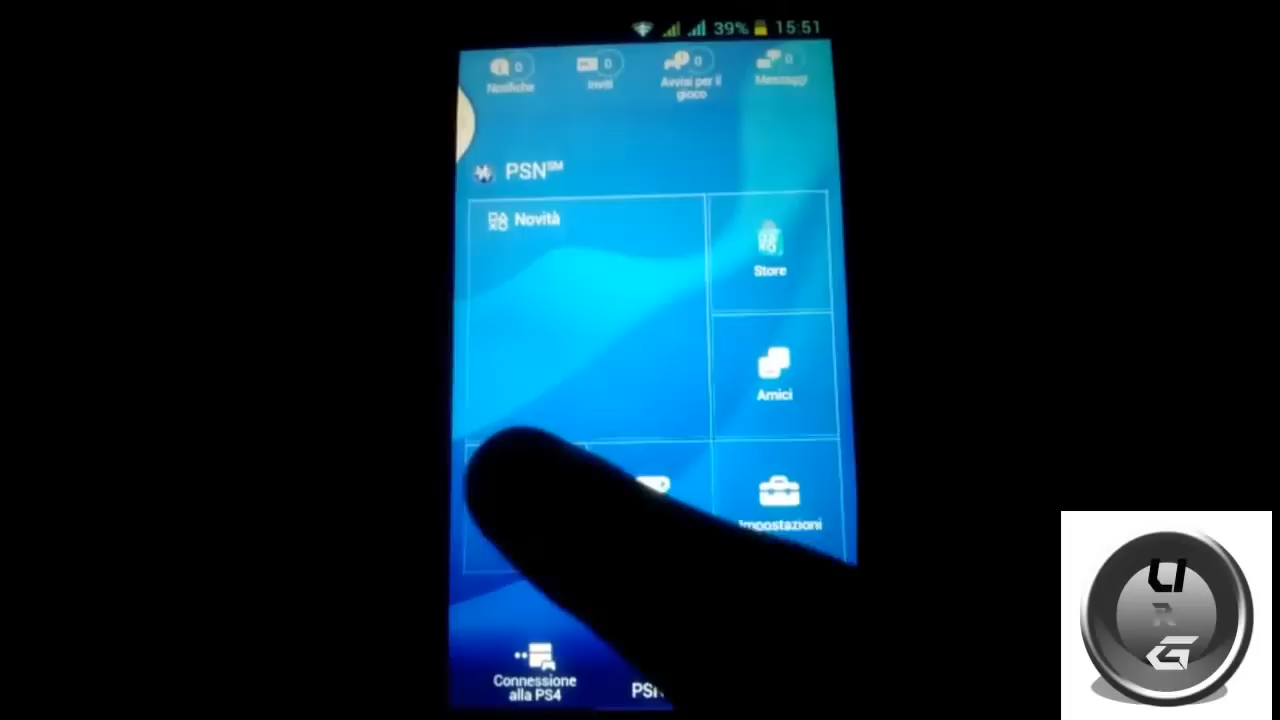 39% 15:51
0 0 0 0
Notifiche Inviti Avvisi per il
gioco Messaggi
PSN℠
Novità
Store
Amici
Impostazioni
Connessione
alla PS4
PSN
U
R
G